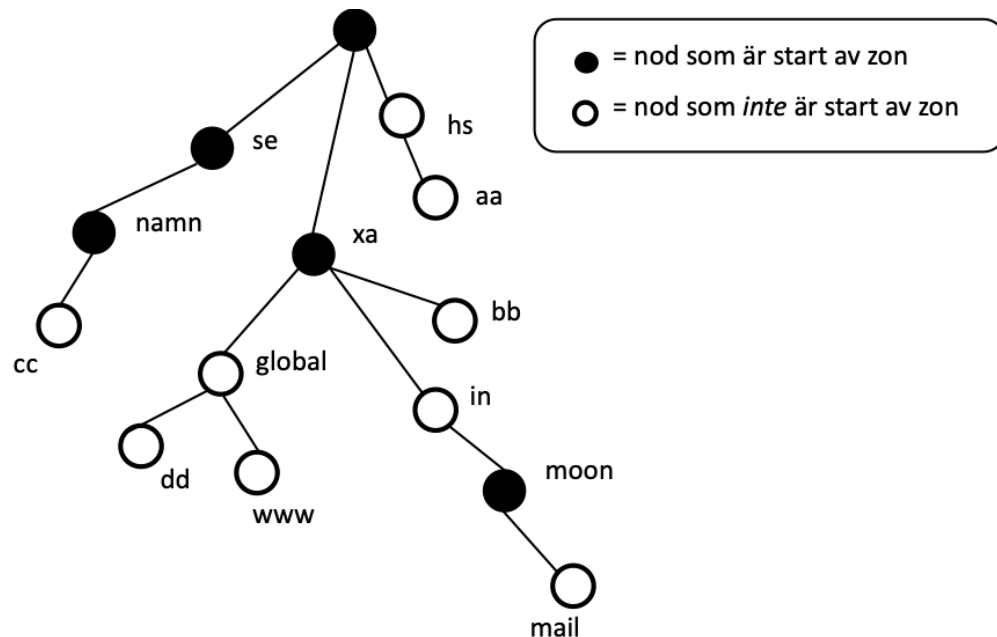 = nod som är start av zon
= nod som inte är start av zon
hs
se
aa
namn
xa
bb
cc
global
in
dd
moon
www
mail